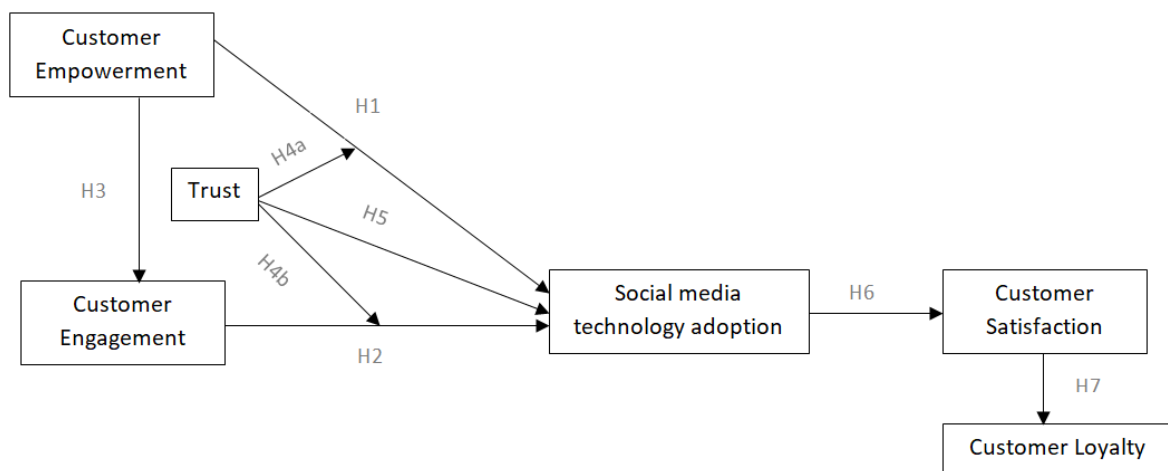 Customer
Empowerment
H1
H4a
Trust
H3
H5
H4b
Customer
Engagement
H2
Social media
technology adoption
H6
Customer
Satisfaction
H7
Customer Loyalty